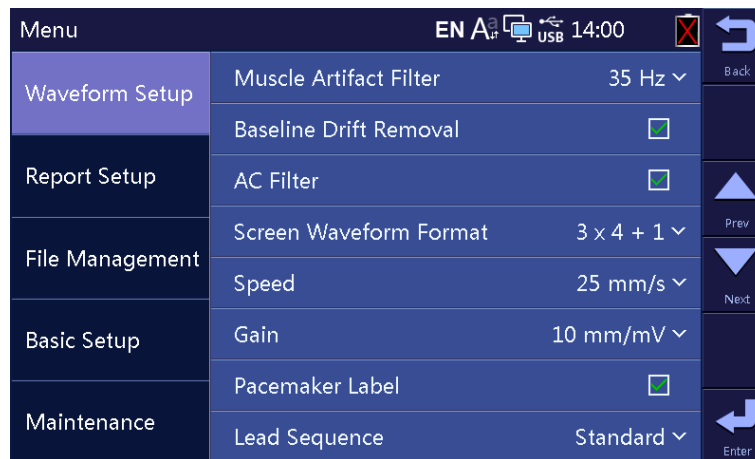 Menu
EN Aa USB 14:00
Back
Waveform Setup
Report Setup
File Management
Basic Setup
Maintenance
Muscle Artifact Filter 35 Hz
Baseline Drift Removal
AC Filter
Screen Waveform Format 3 x 4 + 1
Speed 25 mm/s
Gain 10 mm/mV
Pacemaker Label
Lead Sequence Standard
Prev
Next
Enter